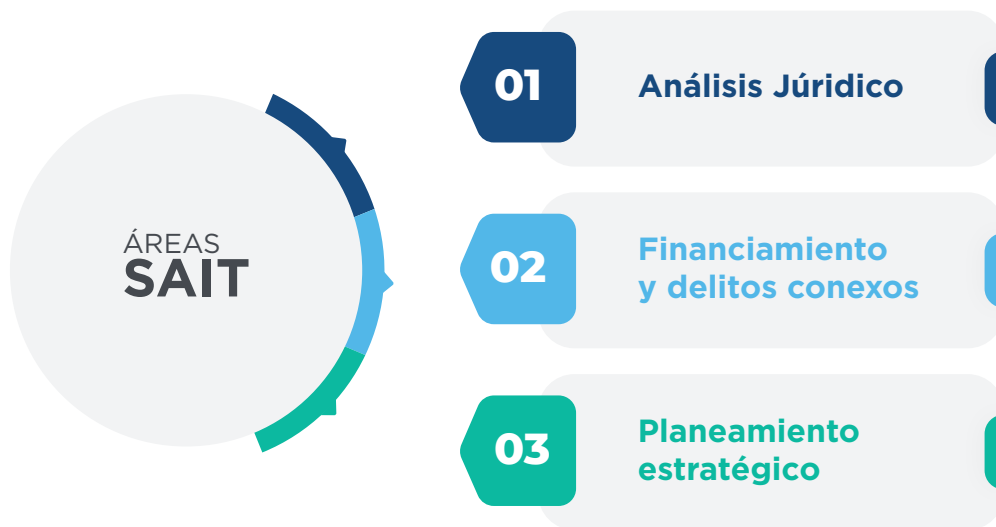 ÁREAS
SAIT
01
Análisis Júridico
02
Financiamiento
y delitos conexos
03
Planeamiento
estratégico